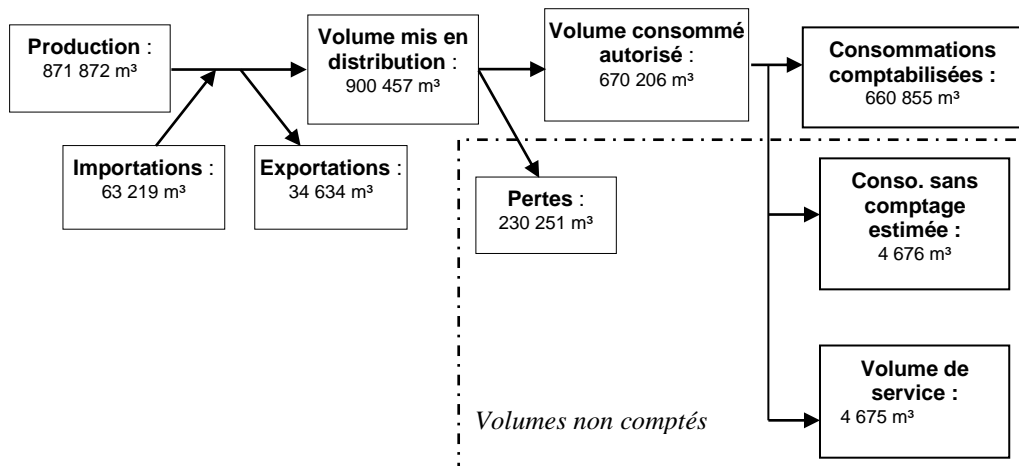 Production :
871 872 m³
Volume mis en
distribution :
900 457 m³
Volume consommé
autorisé :
670 206 m³
Consommations
comptabilisées :
660 855 m³
Importations :
63 219 m³
Exportations :
34 634 m³
Pertes :
230 251 m³
Conso. sans
comptage
estimée :
4 676 m³
Volume de
service :
4 675 m³
Volumes non comptés